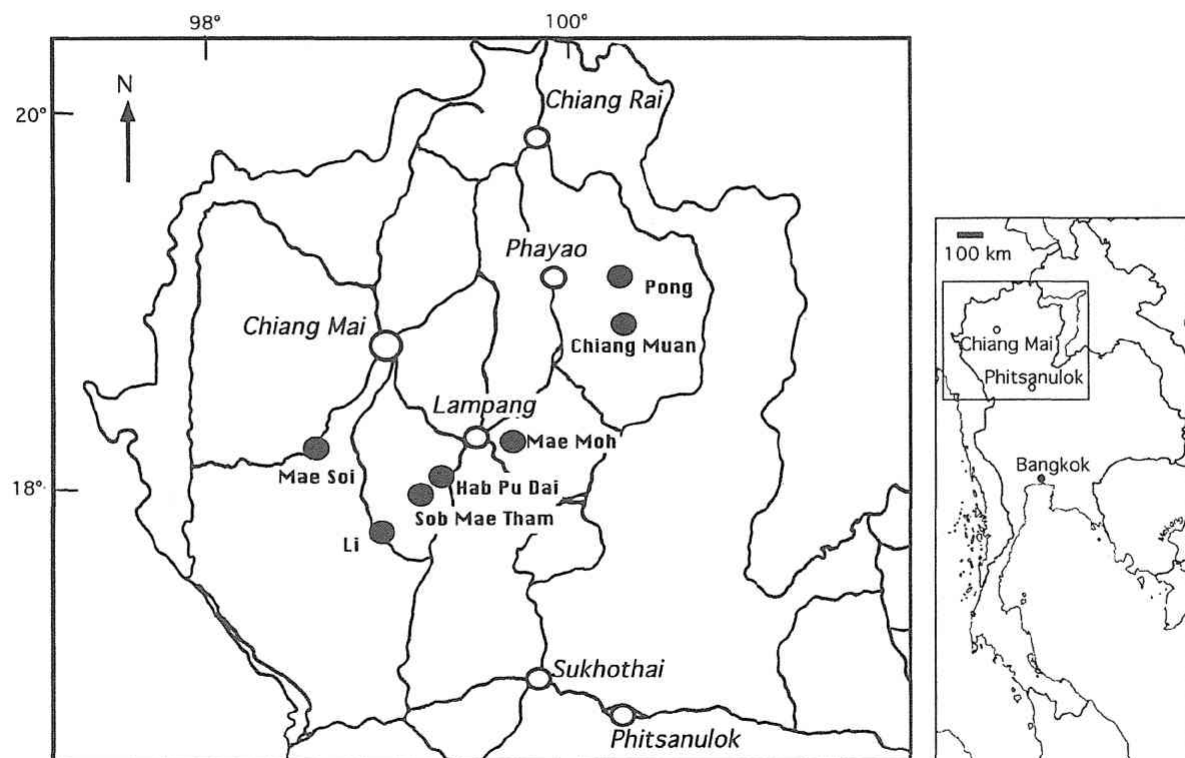 98°
100°
N
20°
Chiang Rai
Phayao
Pong
Chiang Mai
Chiang Muan
Lampang
Mae Moh
Mae Soi
Hab Pu Dai
18°
Sob Mae Tham
Li
Sukhothai
Phitsanulok
100 km
Chiang Mai
Phitsanulok
Bangkok